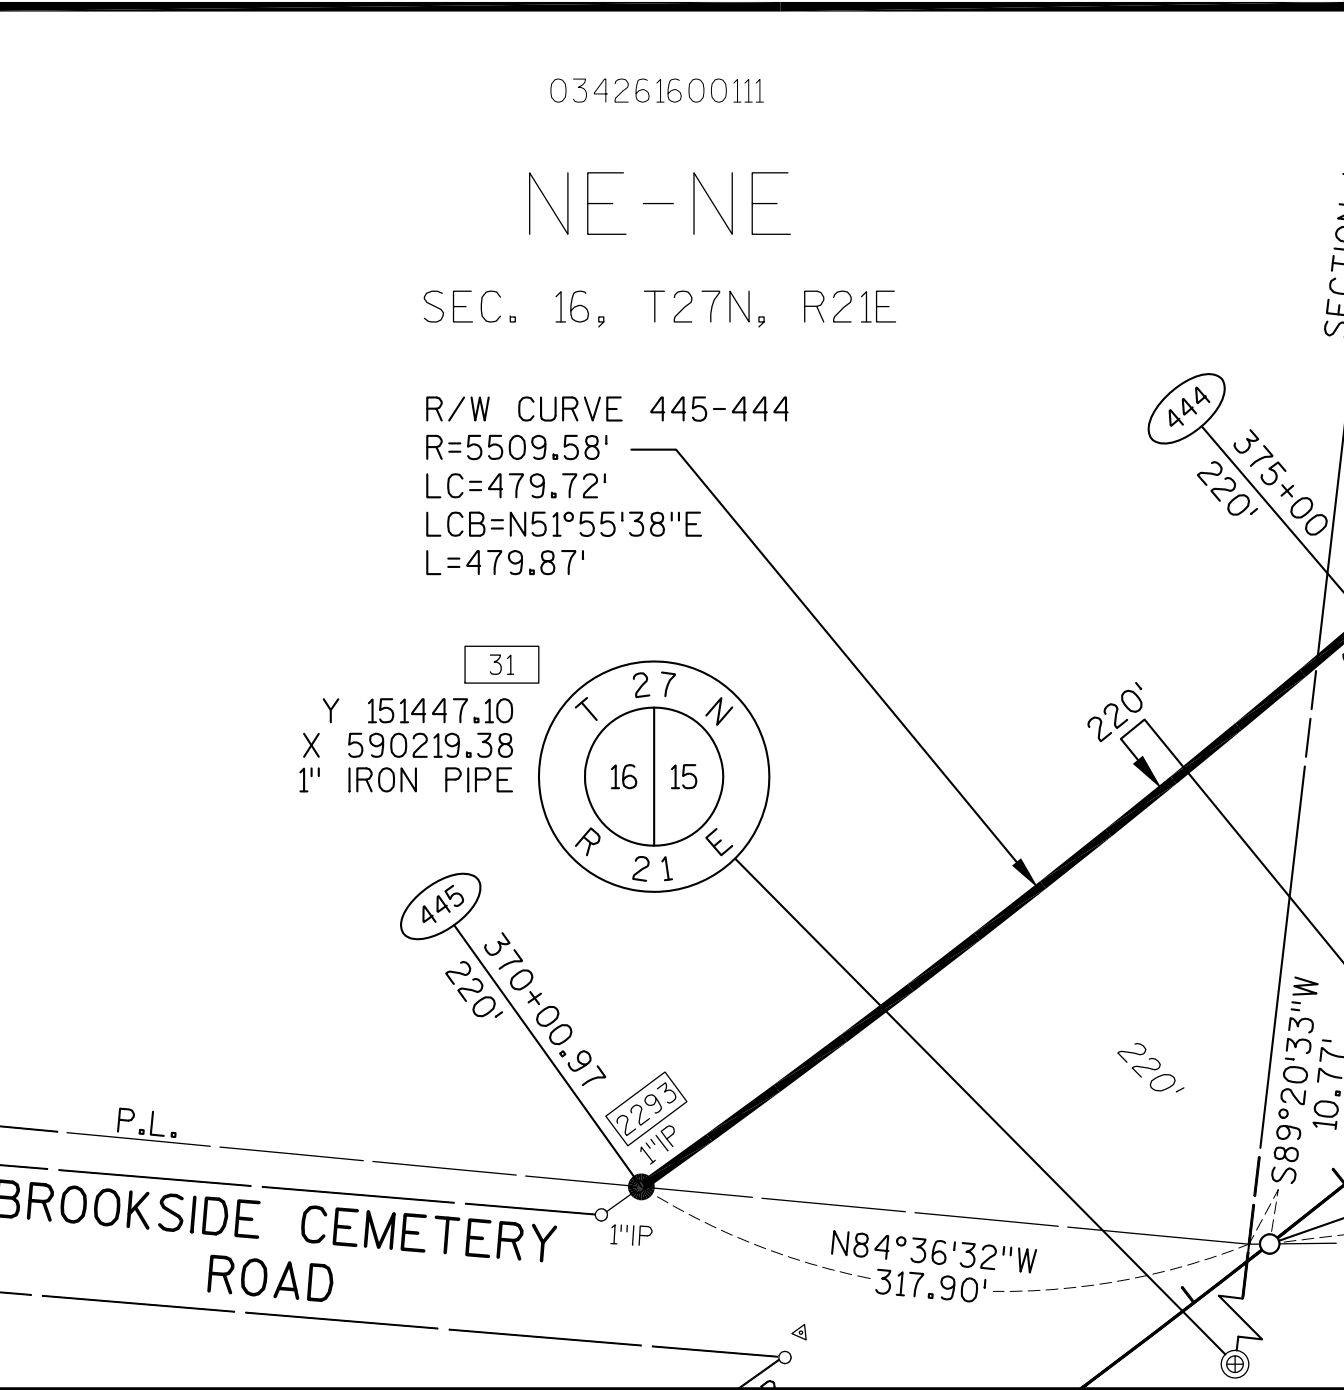 034261600111
NE-NE
SEC. 16, T27N, R21E
SECTION
R/W CURVE 445-444
R=5509.58'
LC=479.72'
LCB=N51°55'38"E
L=479.87'
444
375+00
220'
31
Y 151447.10
X 590219.38
1" IRON PIPE
T 27 N
16 15
R 21 E
220'
445
370+00.97
220'
2293
1"IP
220'
S89°20'33"W
10.77'
P.L.
BROOKSIDE CEMETERY
ROAD
1"IP
N84°36'32"W
317.90'